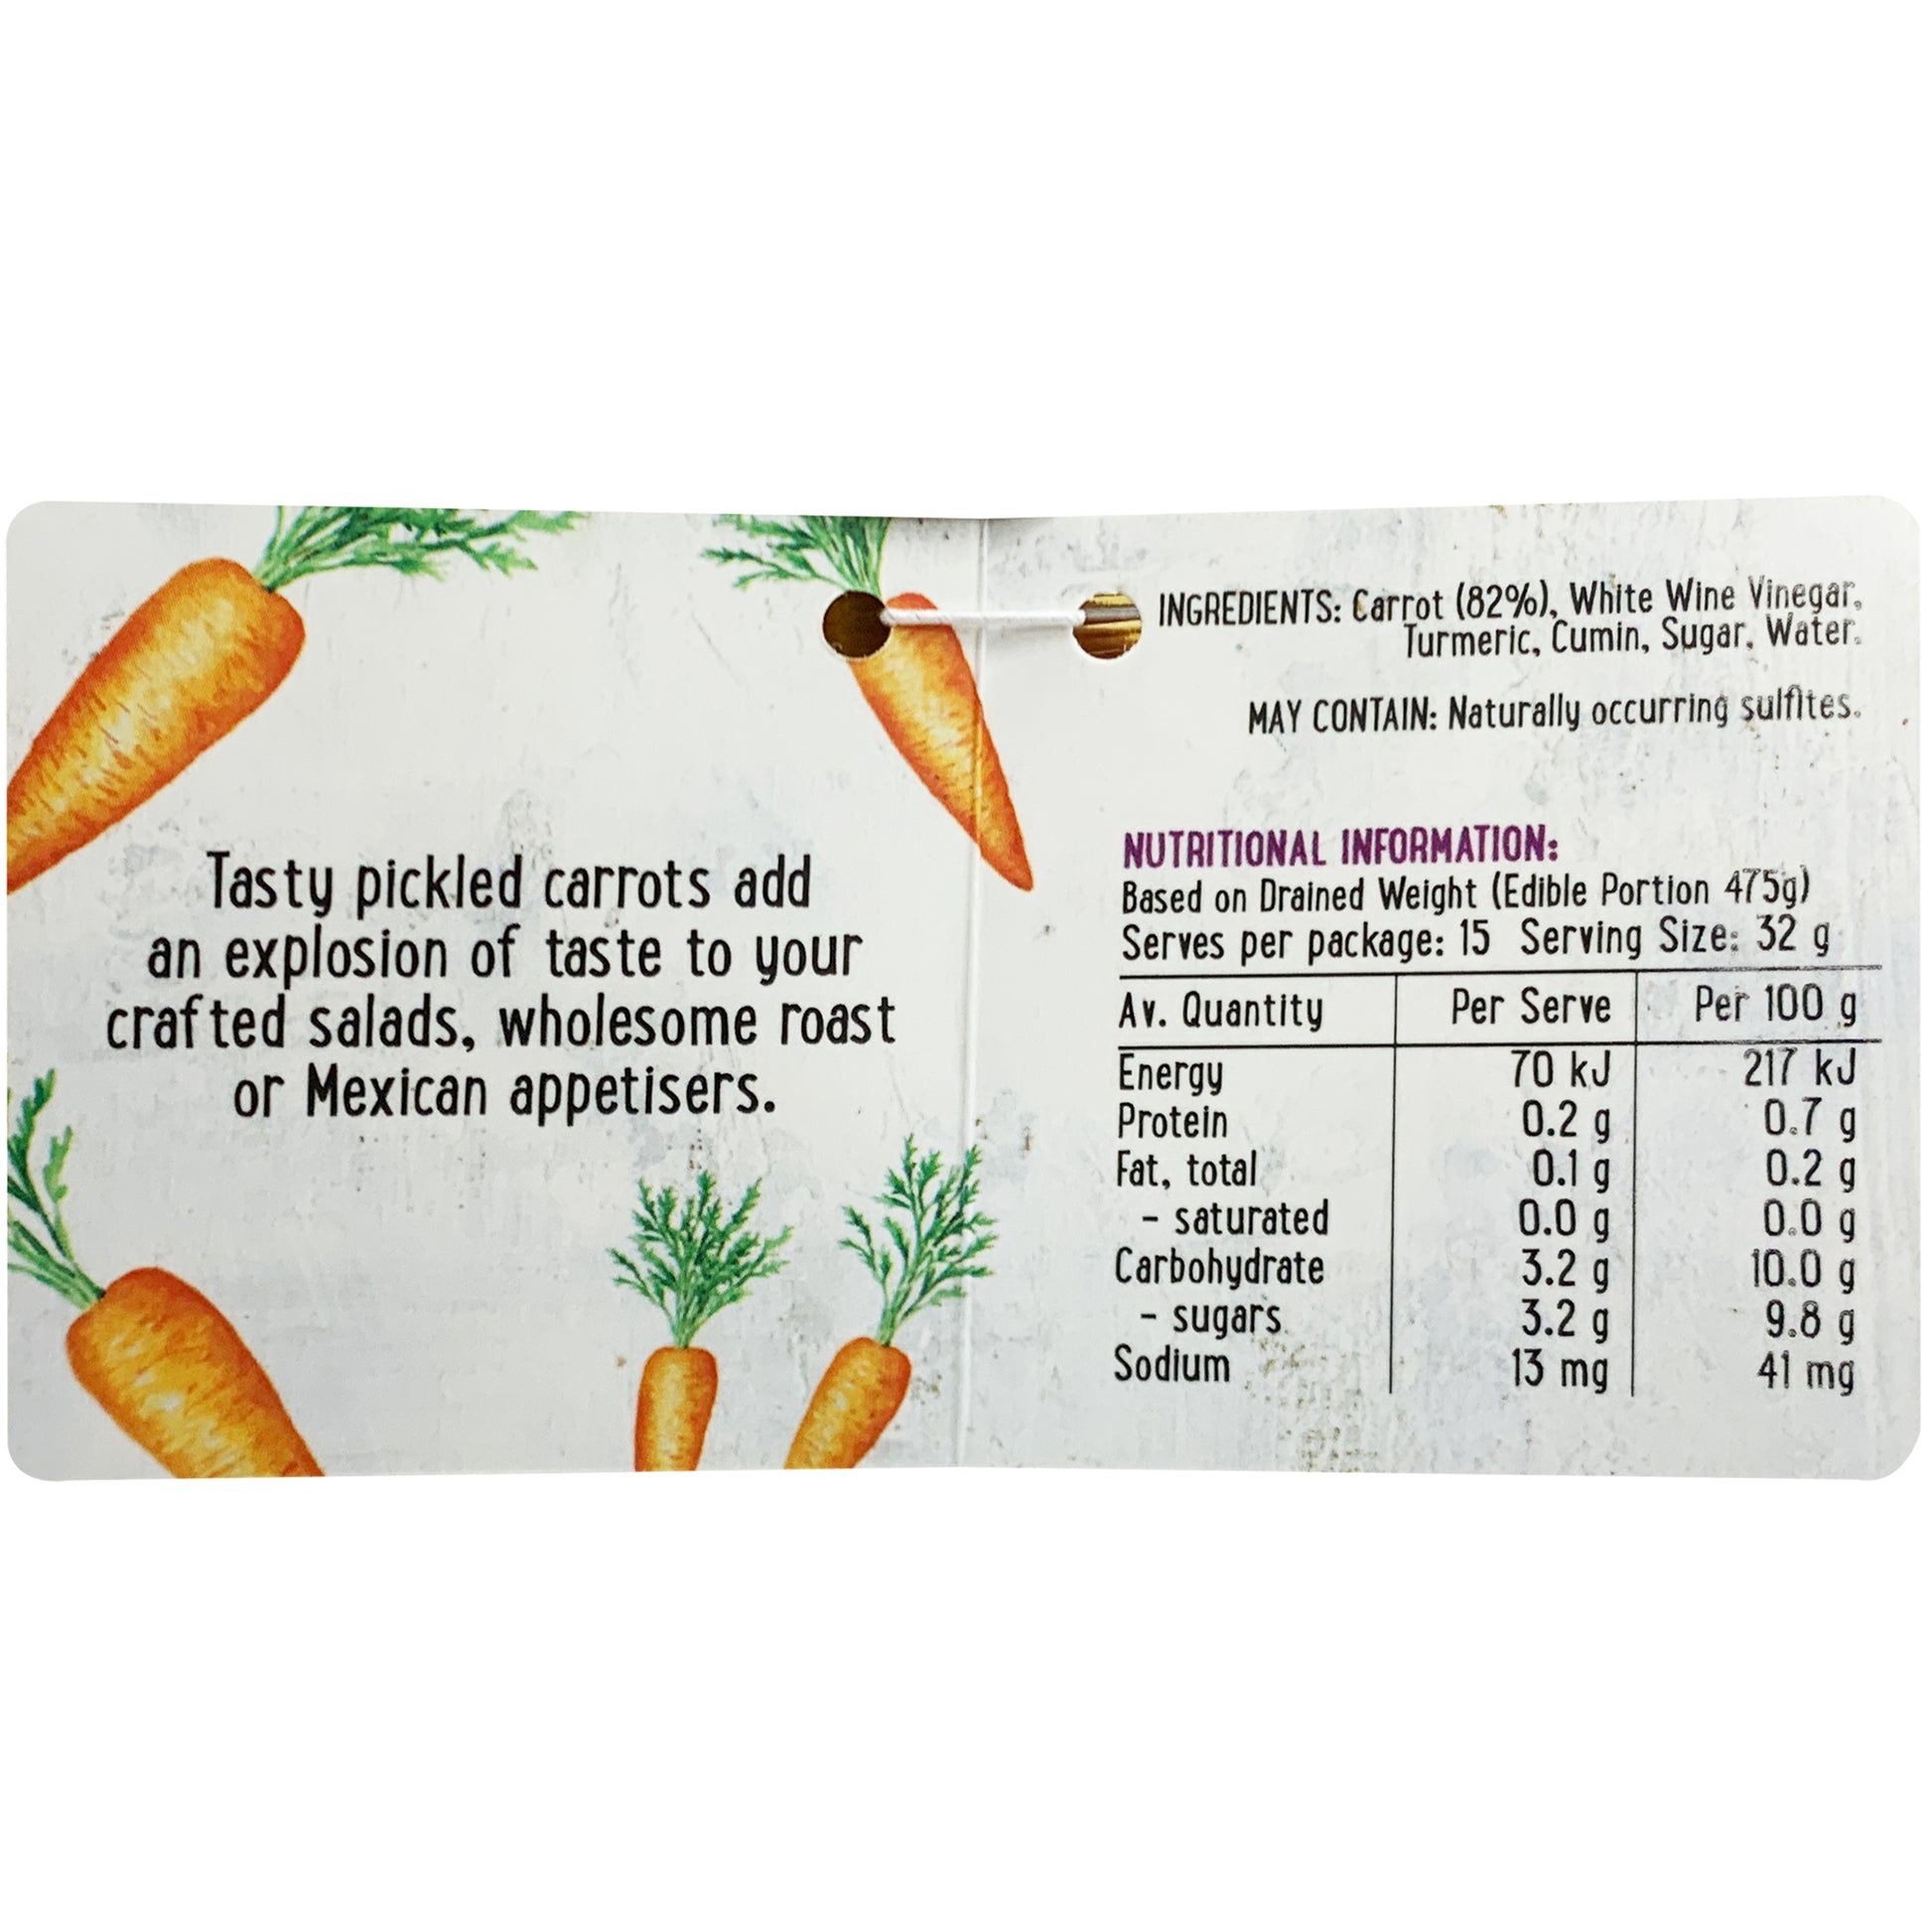 Tasty pickled carrots add
an explosion of taste to your
crafted salads, wholesome roast
or Mexican appetisers.
INGREDIENTS: Carrot (82%), White Wine Vinegar,
Turmeric, Cumin, Sugar, Water.
MAY CONTAIN: Naturally occurring sulfites.
NUTRITIONAL INFORMATION:
Based on Drained Weight (Edible Portion 475g)
Serves per package: 15 Serving Size: 32 g
Av. Quantity Per Serve Per 100 g
Energy 70 kJ 217 kJ
Protein 0.2 g 0.7 g
Fat, total 0.1 g 0.2 g
- saturated 0.0 g 0.0 g
Carbohydrate 3.2 g 10.0 g
- sugars 3.2 g 9.8 g
Sodium 13 mg 41 mg